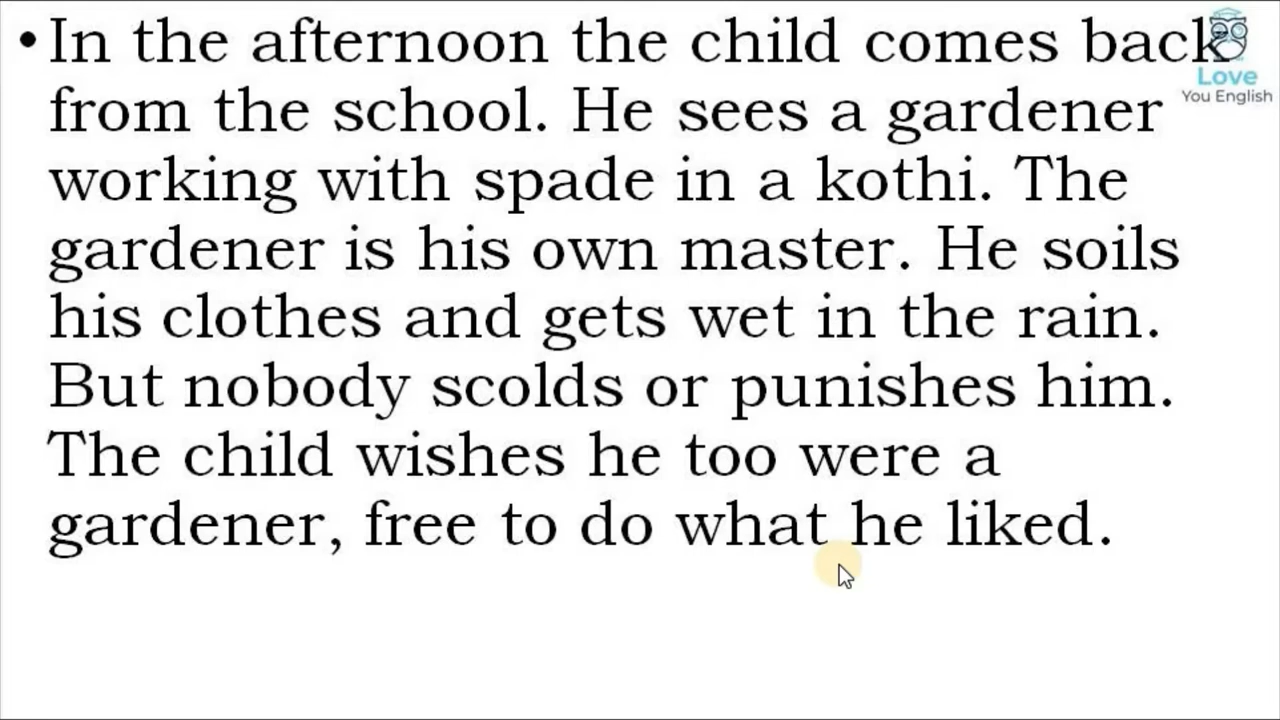 • In the afternoon the child comes back
from the school. He sees a gardener
working with spade in a kothi. The
gardener is his own master. He soils
his clothes and gets wet in the rain.
But nobody scolds or punishes him.
The child wishes he too were a
gardener, free to do what he liked.
Love
You English